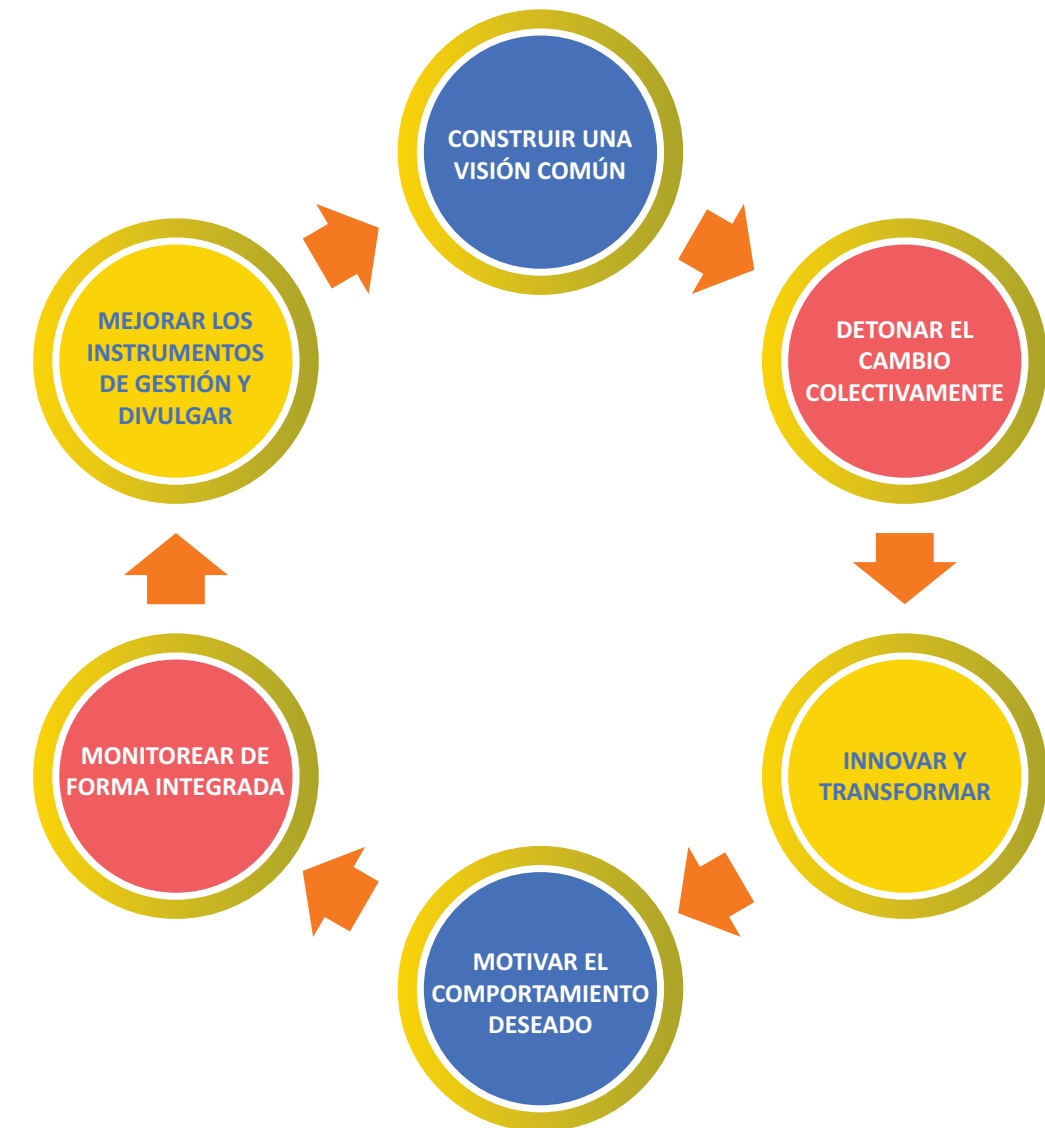 CONSTRUIR UNA
VISIÓN COMÚN
DETONAR EL
CAMBIO
COLECTIVAMENTE
INNOVAR Y
TRANSFORMAR
MOTIVAR EL
COMPORTAMIENTO
DESEADO
MONITOREAR DE
FORMA INTEGRADA
MEJORAR LOS
INSTRUMENTOS
DE GESTIÓN Y
DIVULGAR